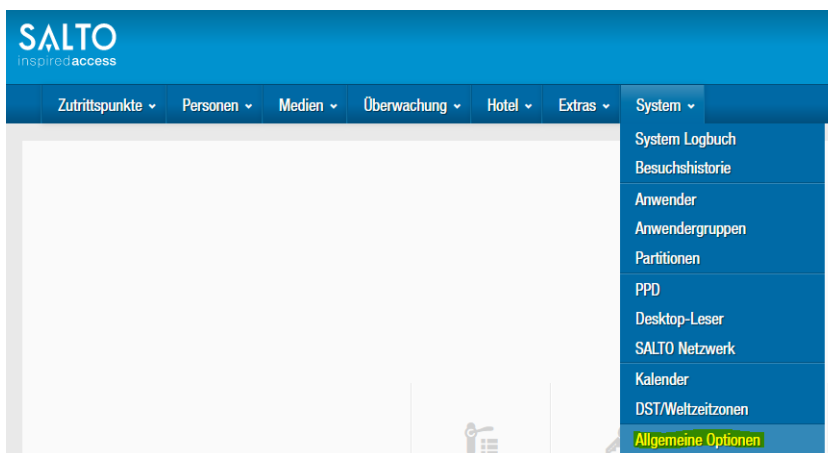 SALTO
inspiredaccess
Zutrittspunkte Personen Medien Überwachung Hotel Extras System
System Logbuch
Besuchshistorie
Anwender
Anwendergruppen
Partitionen
PPD
Desktop-Leser
SALTO Netzwerk
Kalender
DST/Weltzeitzonen
Allgemeine Optionen